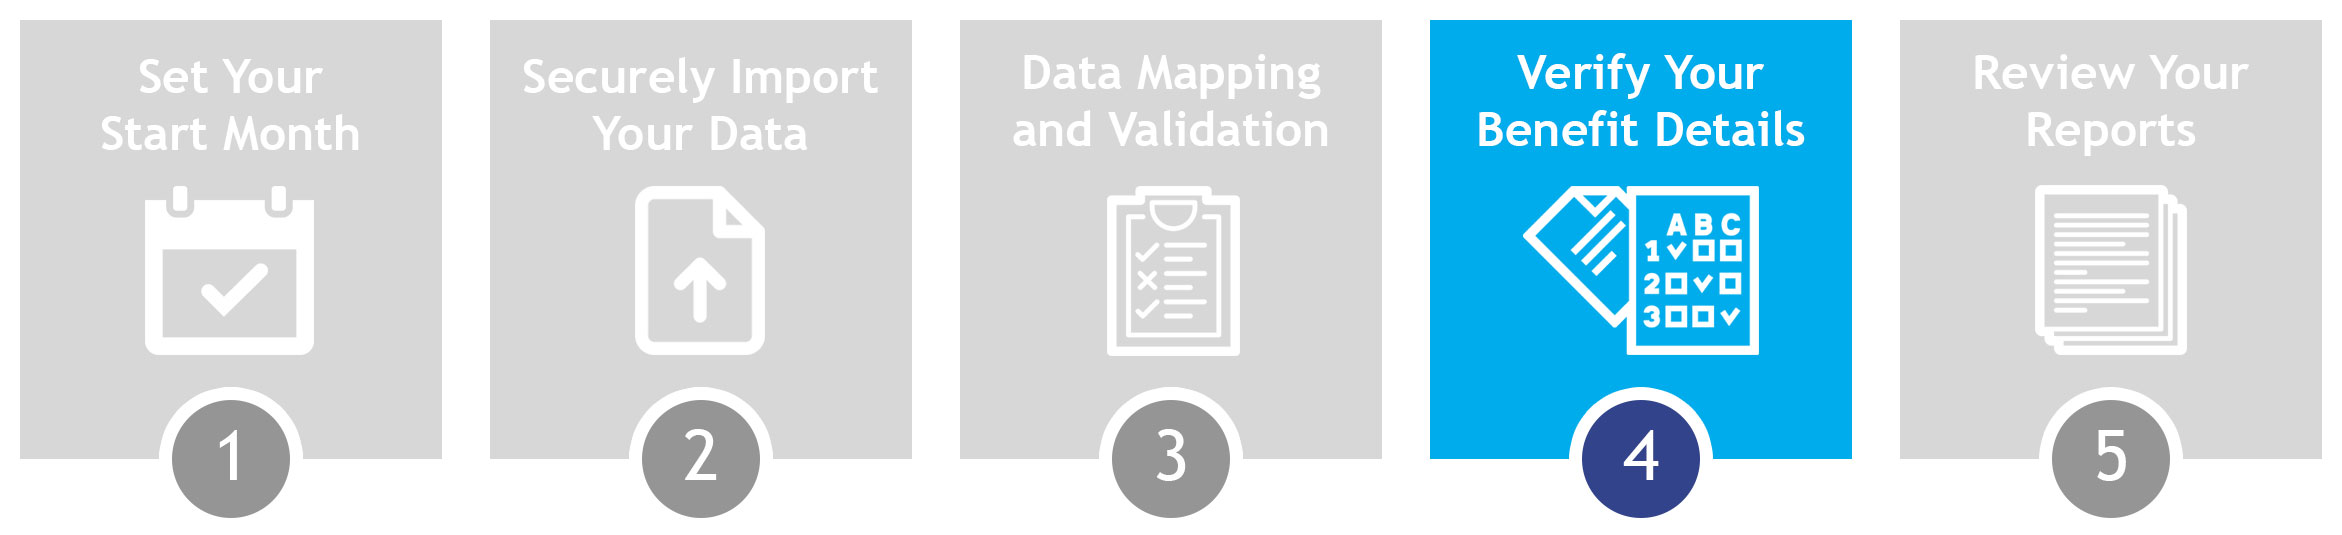 Set Your
Start Month
1
Securely Import
Your Data
2
Data Mapping
and Validation
3
Verify Your
Benefit Details
A B C
1
2
3
4
Review Your
Reports
5